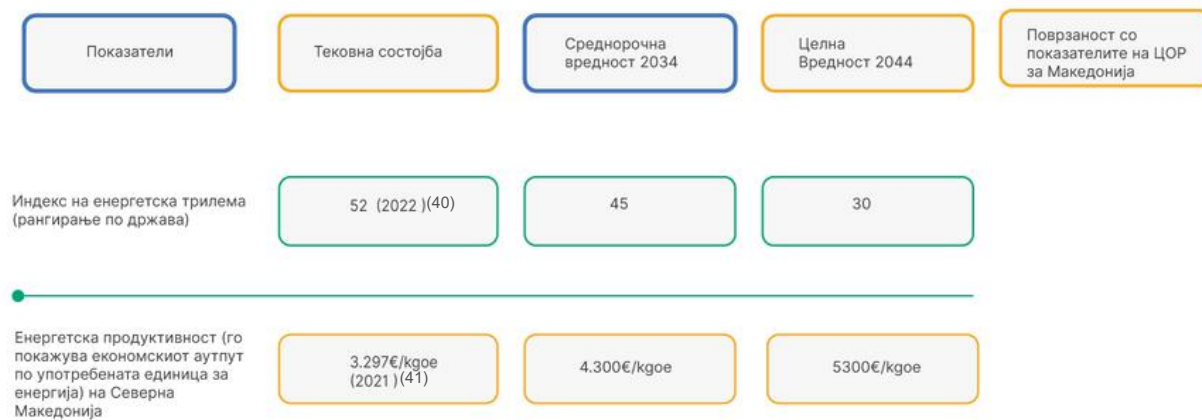 Показатели
Тековна состојба
Среднорочна
вредност 2034
Целна
Вредност 2044
Поврзаност со
показателите на ЦОР
за Македонија
Индекс на енергетска трилема
(рангирање по држава)
52 (2022 )(40)
45
30
Енергетска продуктивност (го
покажува економскиот аутпут
по употребената единица за
енергија) на Северна
Македонија
3.297€/kgoe
(2021 )(41)
4.300€/kgoe
5300€/kgoe